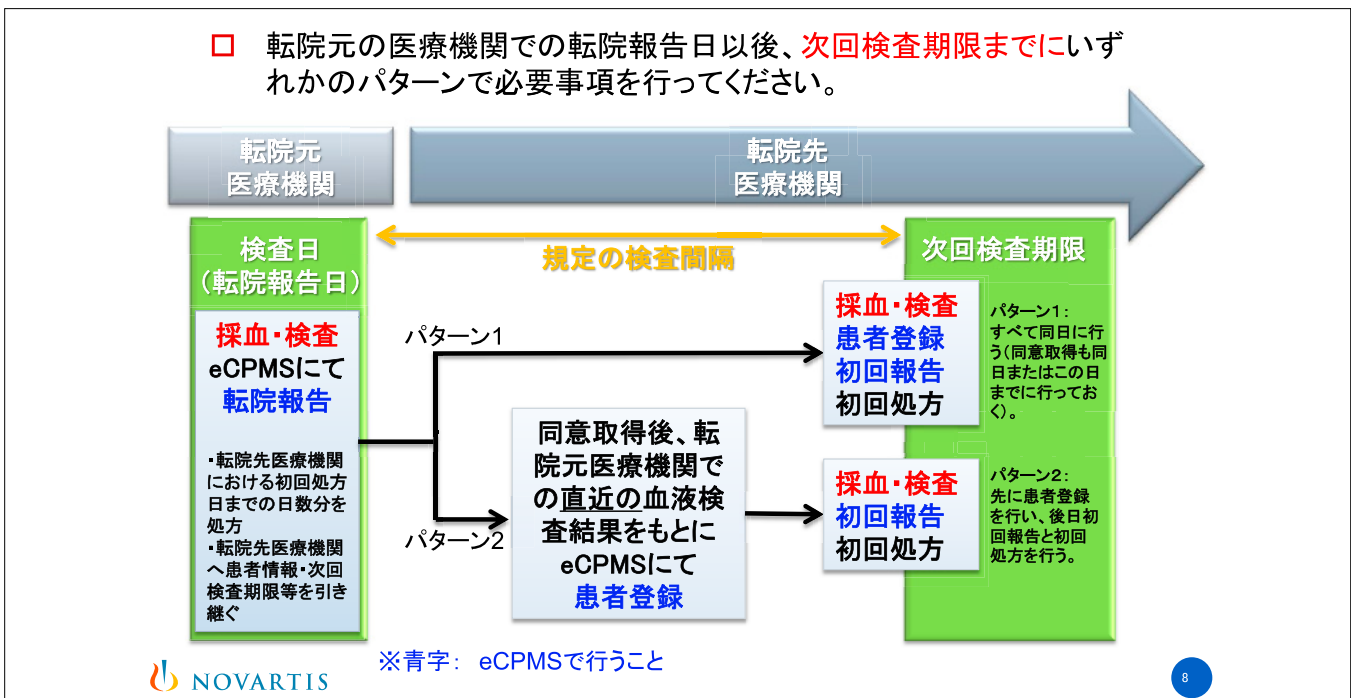 □ 転院元の医療機関での転院報告日以後、次回検査期限までにいず
れかのパターンで必要事項を行ってください。
転院元
医療機関
転院先
医療機関
検査日
（転院報告日）
規定の検査間隔
次回検査期限
採血・検査
eCPMSにて
転院報告
・転院先医療機関
における初回処方
日までの日数分を
処方
・転院先医療機関
へ患者情報・次回
検査期限等を引き
継ぐ
パターン1
採血・検査
患者登録
初回報告
初回処方
パターン1：
すべて同日に行
う（同意取得も同
日またはこの日
までに行ってお
く）。
パターン2
同意取得後、転
院元医療機関で
の直近の血液検
査結果をもとに
eCPMSにて
患者登録
採血・検査
初回報告
初回処方
パターン2：
先に患者登録
を行い、後日初
回報告と初回
処方を行う。
※青字： eCPMSで行うこと
NOVARTIS
8